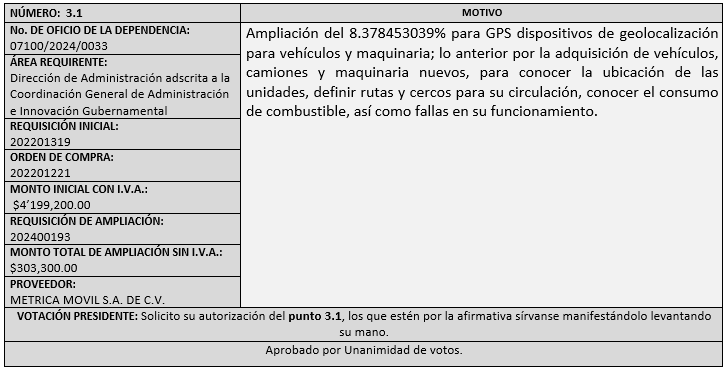 NÚMERO: 3.1
MOTIVO
No. DE OFICIO DE LA DEPENDENCIA:
07100/2024/0033
ÁREA REQUIRENTE:
Dirección de Administración adscrita a la
Coordinación General de Administración
e Innovación Gubernamental
REQUISICIÓN INICIAL:
202201319
ORDEN DE COMPRA:
202201221
MONTO INICIAL CON I.V.A.:
$4’199,200.00
REQUISICIÓN DE AMPLIACIÓN:
202400193
MONTO TOTAL DE AMPLIACIÓN SIN I.V.A.:
$303,300.00
PROVEEDOR:
METRICA MOVIL S.A. DE C.V.
Ampliación del 8.378453039% para GPS dispositivos de geolocalización
para vehículos y maquinaria; lo anterior por la adquisición de vehículos,
camiones y maquinaria nuevos, para conocer la ubicación de las
unidades, definir rutas y cercos para su circulación, conocer el consumo
de combustible, así como fallas en su funcionamiento.
VOTACIÓN PRESIDENTE: Solicito su autorización del punto 3.1, los que estén por la afirmativa sírvanse manifestándolo levantando
su mano.
Aprobado por Unanimidad de votos.